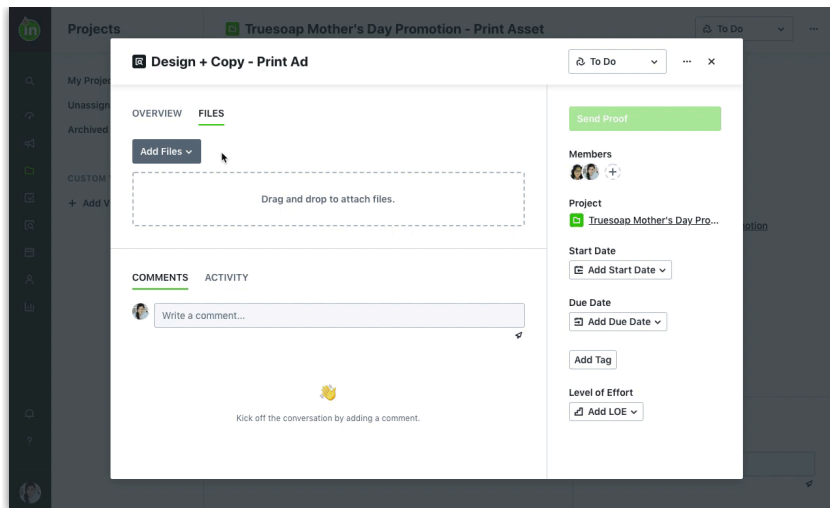 in
Projects
Truesoap Mother's Day Promotion - Print Asset
To Do
Design + Copy - Print Ad
To Do
My Projec
Unassign
Archived
CUSTOM
+ Add V
OVERVIEW FILES
Add Files
Drag and drop to attach files.
COMMENTS ACTIVITY
Write a comment...
Kick off the conversation by adding a comment.
Send Proof
Members
Project
Truesoap Mother's Day Pro...
otion
Start Date
Add Start Date
Due Date
Add Due Date
Add Tag
Level of Effort
Add LOE
?